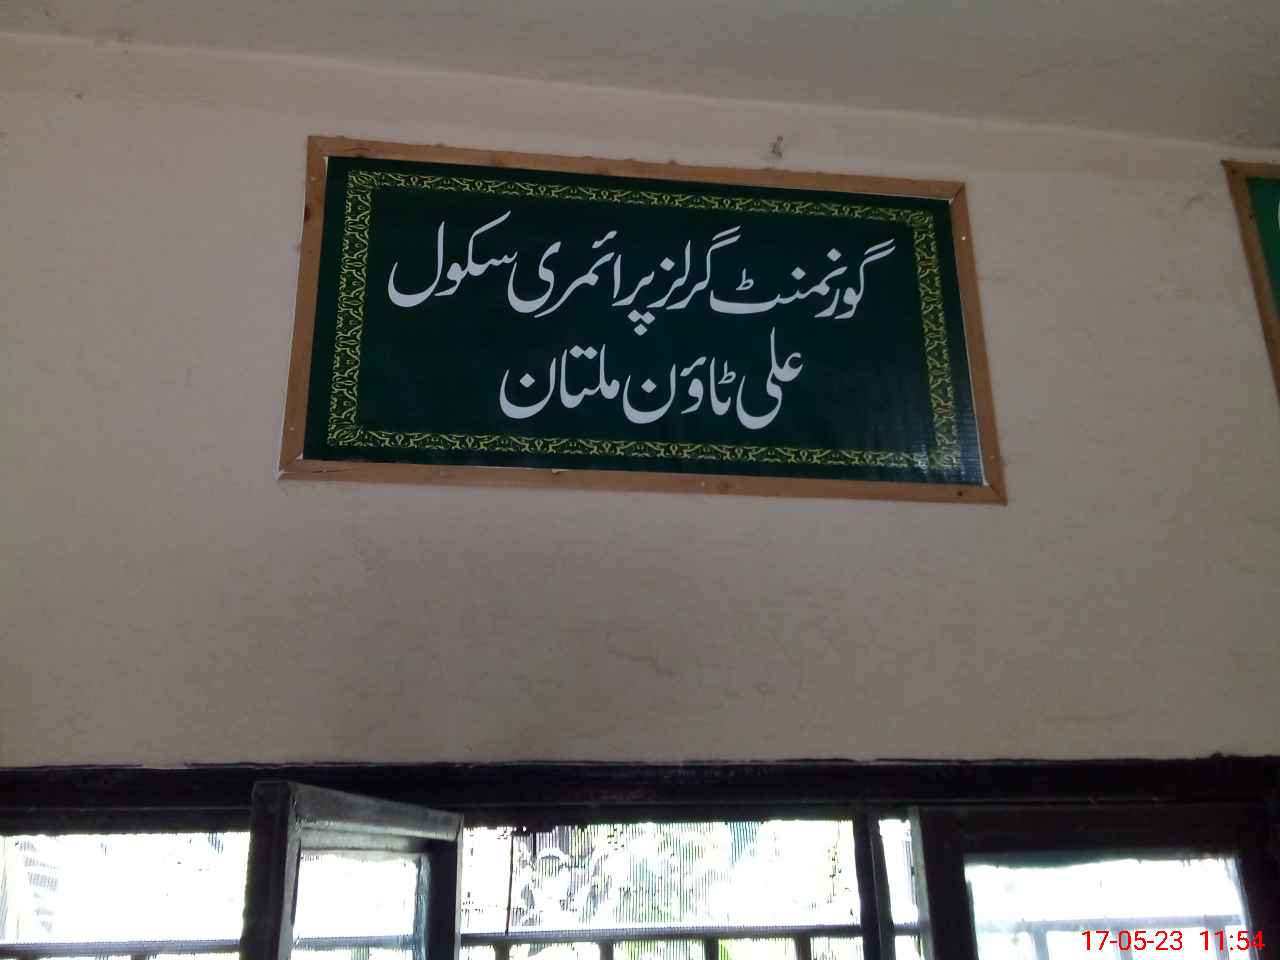 گورنمنٹ گرلز پرائمری سکول
علی ٹاؤن ملتان
17-05-23 11:54